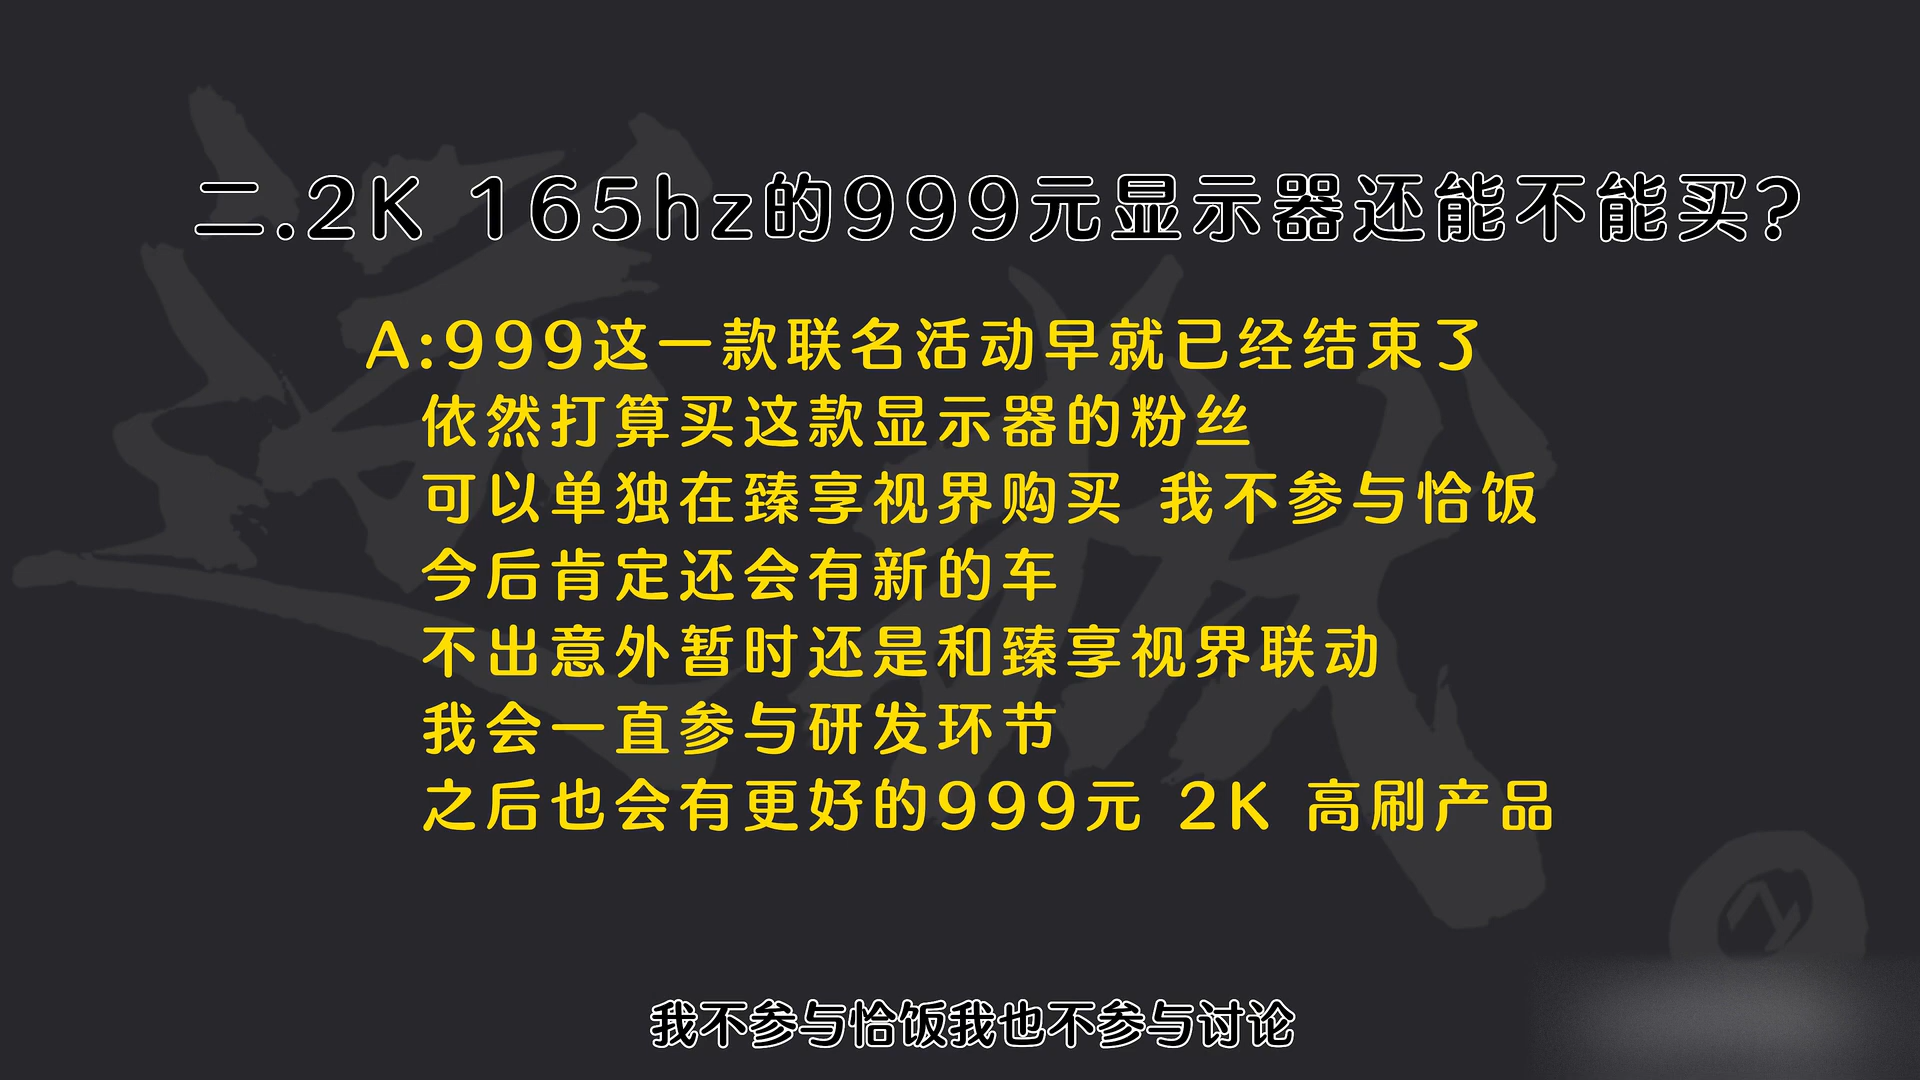 二.2K 165hz的999元显示器还能不能买?
A:999这一款联名活动早就已经结束了
依然打算买这款显示器的粉丝
可以单独在臻享视界购买 我不参与恰饭
今后肯定还会有新的车
不出意外暂时还是和臻享视界联动
我会一直参与研发环节
之后也会有更好的999元 2K 高刷产品
我不参与恰饭我也不参与讨论